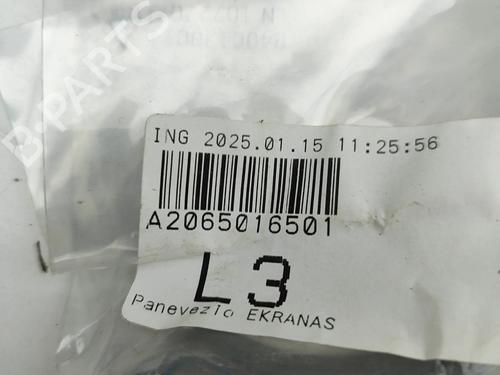 ING 2025.01.15 11:25:56
A2065016501
L3
Panevezio EKRANAS
B-PARTS